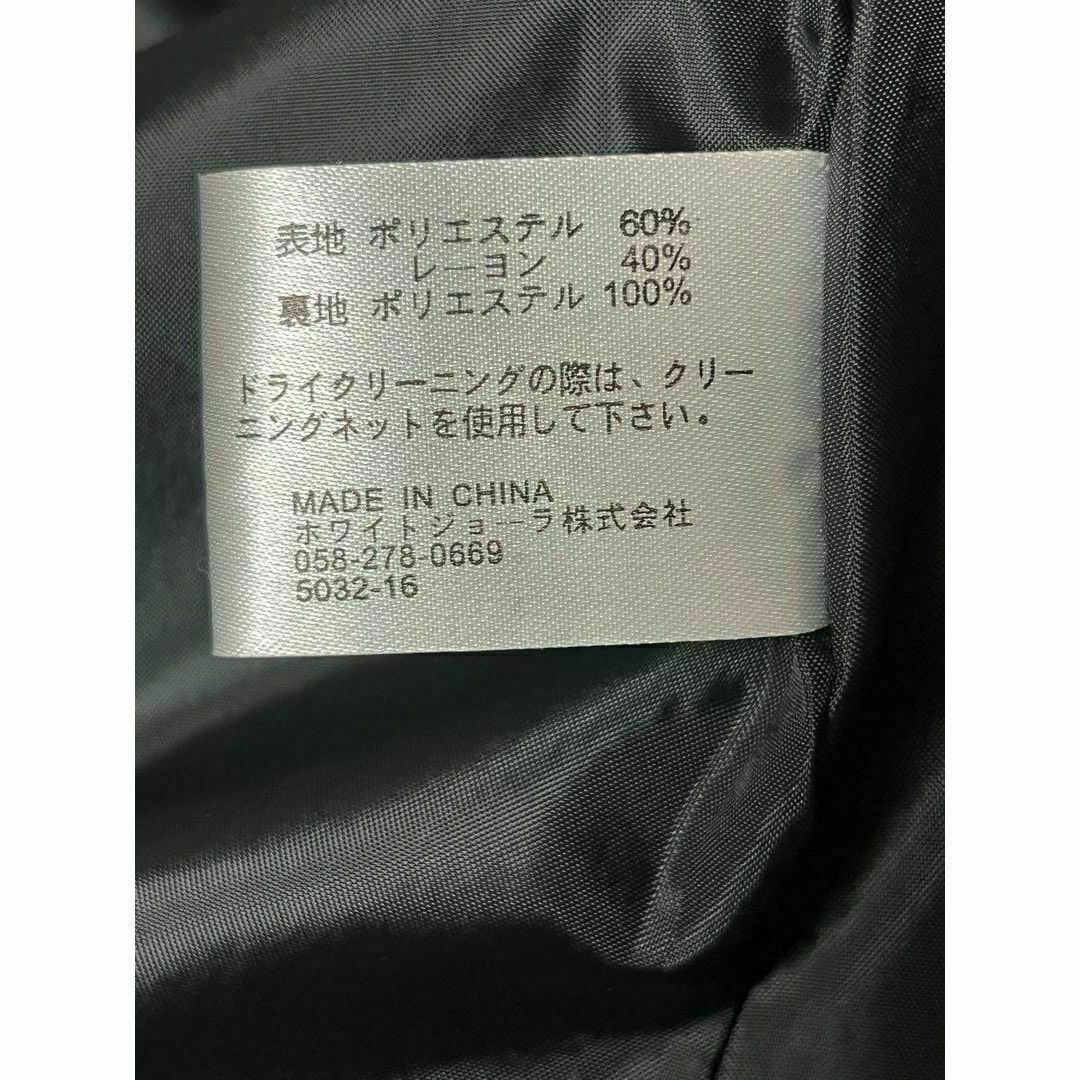 表地 ポリエステル 60%
レーヨン 40%
裏地 ポリエステル 100%
ドライクリーニングの際は、クリー
ニングネットを使用して下さい。
MADE IN CHINA
ホワイトジョーラ株式会社
058-278-0669
5032-16